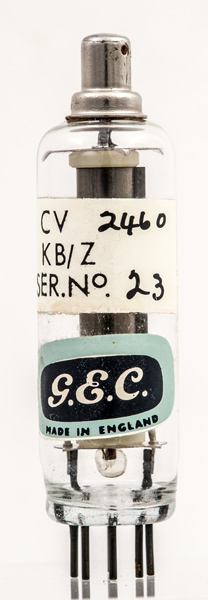 CV 2460
KB/Z
SER.No. 23
G.E.C.
MADE IN ENGLAND